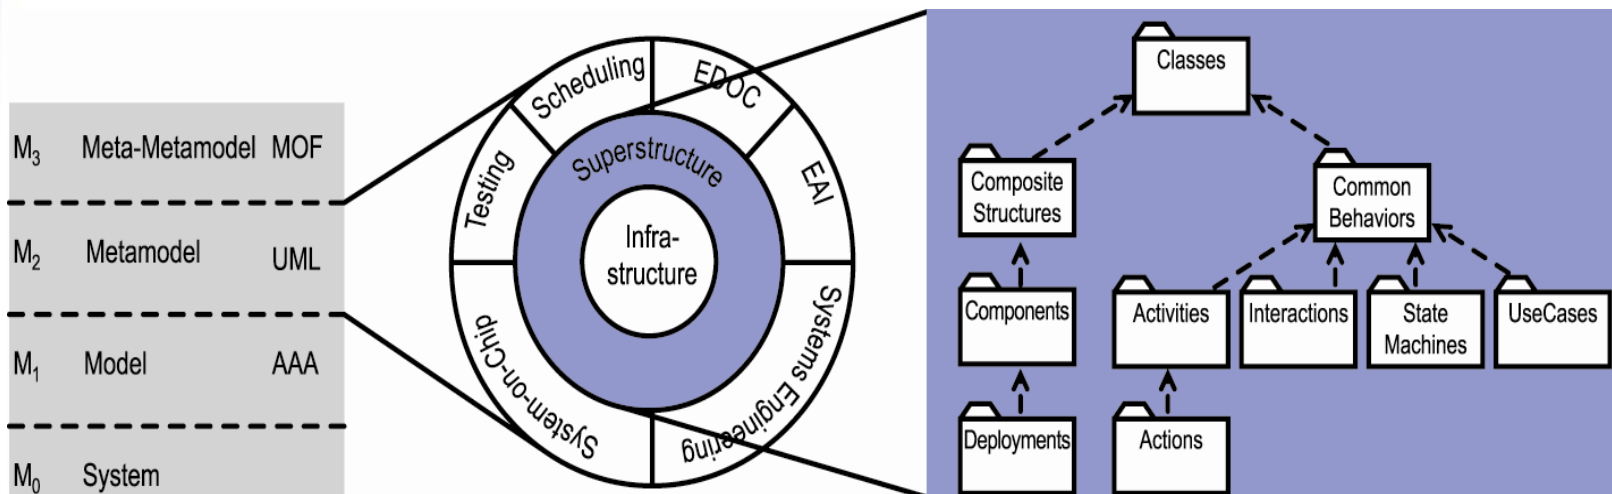 M3 Meta-Metamodel MOF
M2 Metamodel UML
M1 Model AAA
M0 System
Scheduling
EDOC
Testing
EAI
System-on-Chip
Systems Engineering
Superstructure
Infra-
structure
Classes
Composite
Structures
Common
Behaviors
Components
Activities
Interactions
State
Machines
UseCases
Deployments
Actions